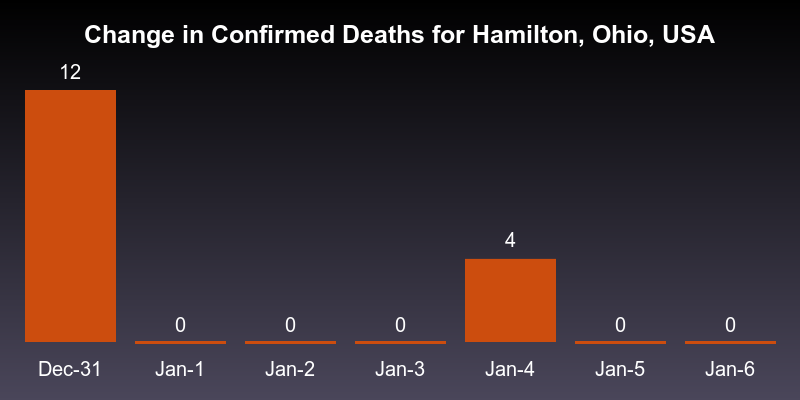 Change in Confirmed Deaths for Hamilton, Ohio, USA
12
0
0
0
4
0
0
Dec-31
Jan-1
Jan-2
Jan-3
Jan-4
Jan-5
Jan-6